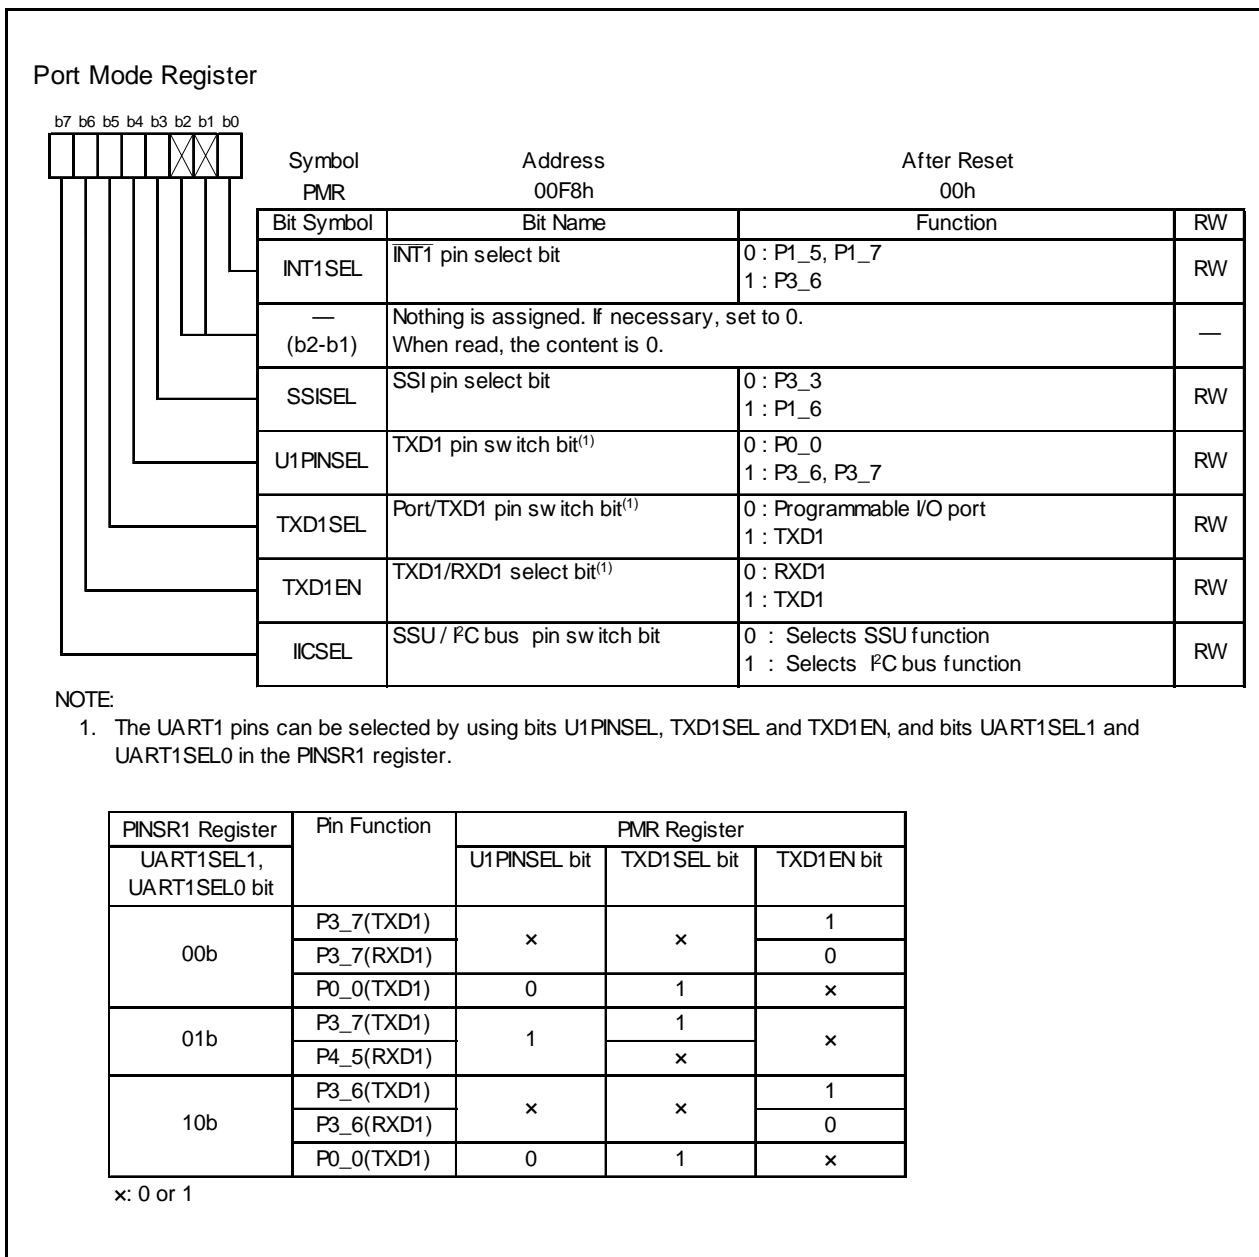 Port Mode Register
b7 b6 b5 b4 b3 b2 b1 b0
Symbol Address After Reset
PMR 00F8h 00h
Bit Symbol Bit Name Function RW
INT1SEL INT1 pin select bit 0 : P1_5, P1_7 RW
1 : P3_6
— Nothing is assigned. If necessary, set to 0. —
(b2-b1) When read, the content is 0.
SSISEL SSI pin select bit 0 : P3_3 RW
1 : P1_6
U1PINSEL TXD1 pin switch bit(1) 0 : P0_0 RW
1 : P3_6, P3_7
TXD1SEL Port/TXD1 pin switch bit(1) 0 : Programmable I/O port RW
1 : TXD1
TXD1EN TXD1/RXD1 select bit(1) 0 : RXD1 RW
1 : TXD1
IICSEL SSU / I²C bus pin switch bit 0 : Selects SSU function RW
1 : Selects I²C bus function
NOTE:
1. The UART1 pins can be selected by using bits U1PINSEL, TXD1SEL and TXD1EN, and bits UART1SEL1 and
UART1SEL0 in the PINSR1 register.
PINSR1 Register Pin Function PMR Register
UART1SEL1, U1PINSEL bit TXD1SEL bit TXD1EN bit
UART1SEL0 bit
00b P3_7(TXD1) × × 1
P3_7(RXD1) 0
P0_0(TXD1) 0 1 ×
01b P3_7(TXD1) 1 1 ×
P4_5(RXD1) ×
10b P3_6(TXD1) × × 1
P3_6(RXD1) 0
P0_0(TXD1) 0 1 ×
×: 0 or 1